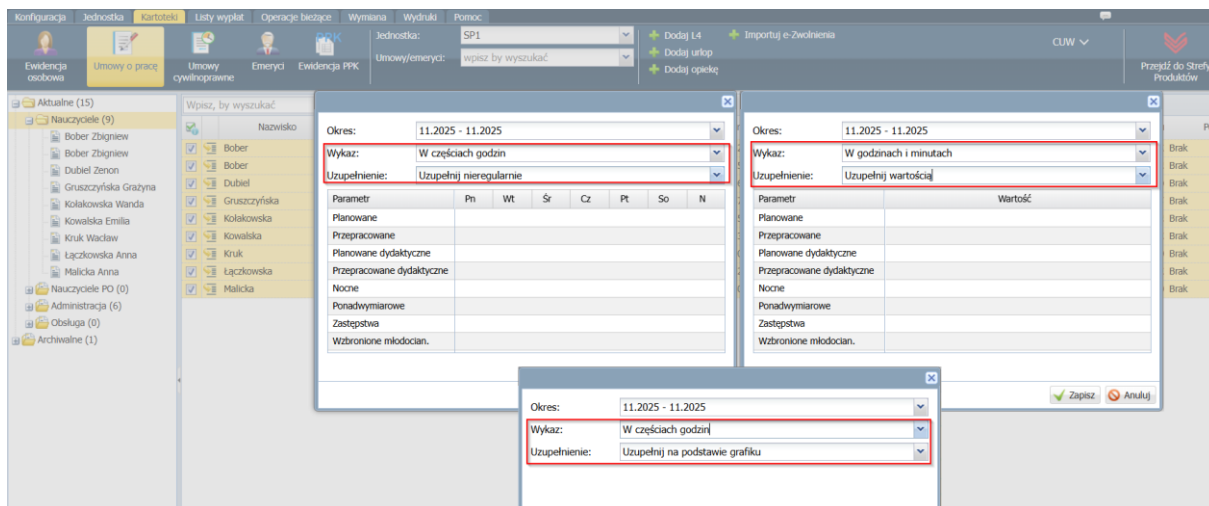 Konfiguracja Jednostka Kartoteki Listy wypłat Operacje bieżące Wymiana Wydruki Pomoc
Ewidencja osobowa
Umowy o pracę
Umowy cywilnoprawne
Emeryci
PPK
Ewidencja PPK
Jednostka: SP1
Umowy/emeryci: wpisz by wyszukać
Dodaj L4
Dodaj urlop
Dodaj opiekę
Importuj e-Zwolnienia
CUW
Przejdź do Strefy
Produktów
Aktualne (15)
Nauczyciele (9)
Bober Zbigniew
Bober Zbigniew
Dubiel Zenon
Gruszczyńska Grażyna
Kołakowska Wanda
Kowalska Emilia
Kruk Wacław
Łączkowska Anna
Malicka Anna
Nauczyciele PO (0)
Administracja (6)
Obsługa (0)
Archiwalne (1)
Wpisz, by wyszukać
Nazwisko
Bober
Bober
Dubiel
Gruszczyńska
Kołakowska
Kowalska
Kruk
Łączkowska
Malicka
Okres: 11.2025 - 11.2025
Wykaz: W częściach godzin
Uzupełnienie: Uzupełnij nieregularnie
Parametr Pn Wt Śr Cz Pt So N
Planowane
Przepracowane
Planowane dydaktyczne
Przepracowane dydaktyczne
Nocne
Ponadwymiarowe
Zastępstwa
Wzbronione młodocian.
Okres: 11.2025 - 11.2025
Wykaz: W godzinach i minutach
Uzupełnienie: Uzupełnij wartością
Parametr Wartość
Planowane
Przepracowane
Planowane dydaktyczne
Przepracowane dydaktyczne
Nocne
Ponadwymiarowe
Zastępstwa
Wzbronione młodocian.
Zapisz Anuluj
Brak
Brak
Brak
Brak
Brak
Brak
Brak
Brak
Brak
Okres: 11.2025 - 11.2025
Wykaz: W częściach godzin
Uzupełnienie: Uzupełnij na podstawie grafiku